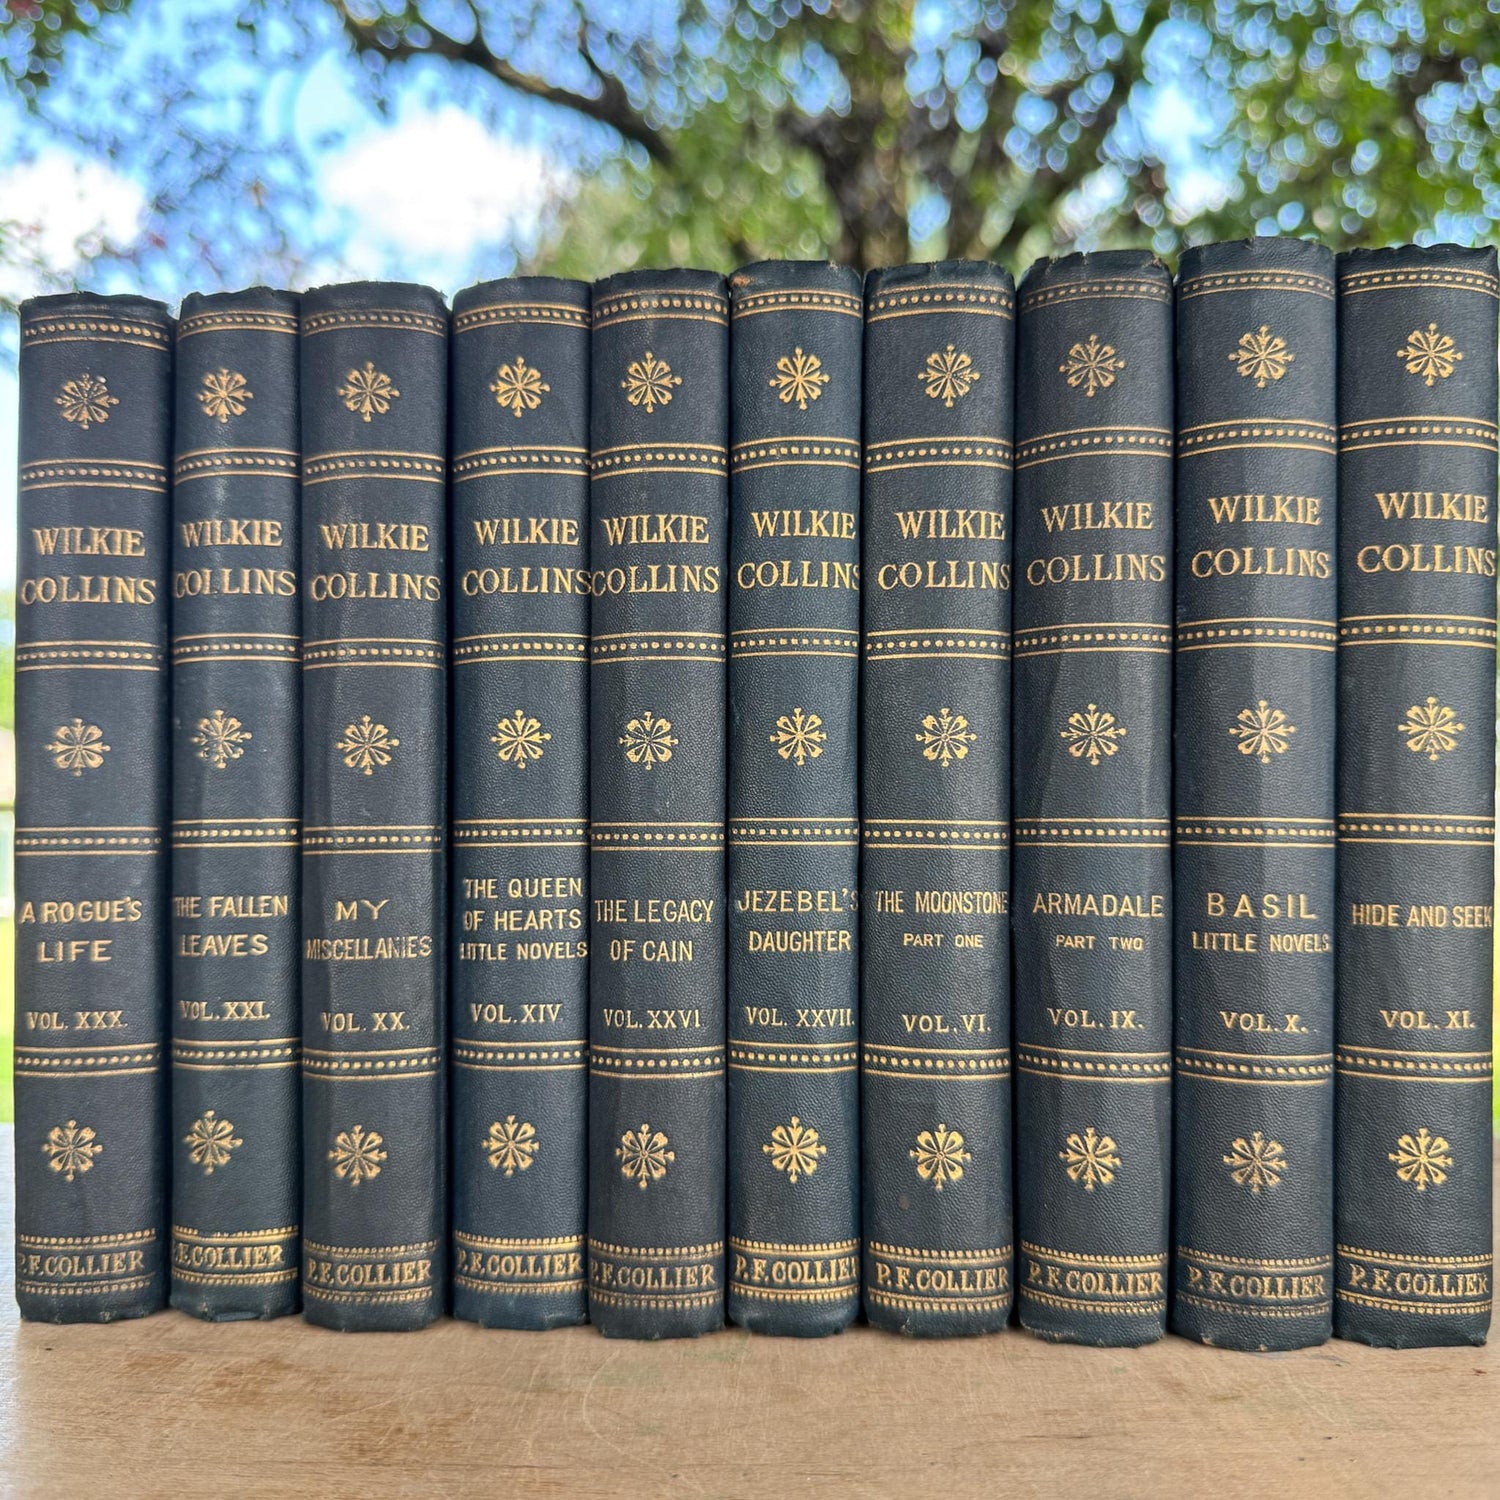 WILKIE
COLLINS
A ROGUE'S
LIFE
VOL. XXX.
P.F. COLLIER
WILKIE
COLLINS
THE FALLEN
LEAVES
VOL. XXI.
P.F. COLLIER
WILKIE
COLLINS
MY
MISCELLANIES
VOL. XX.
P.F. COLLIER
WILKIE
COLLINS
THE QUEEN
OF HEARTS
LITTLE NOVELS
VOL. XIV.
P.F. COLLIER
WILKIE
COLLINS
THE LEGACY
OF CAIN
VOL. XXVI.
P.F. COLLIER
WILKIE
COLLINS
JEZEBEL'S
DAUGHTER
VOL. XXVII.
P.F. COLLIER
WILKIE
COLLINS
THE MOONSTONE
PART ONE
VOL. VI.
P.F. COLLIER
WILKIE
COLLINS
ARMADALE
PART TWO
VOL. IX.
P.F. COLLIER
WILKIE
COLLINS
BASIL
LITTLE NOVELS
VOL. X.
P.F. COLLIER
WILKIE
COLLINS
HIDE AND SEEK
VOL. XI.
P.F. COLLIER